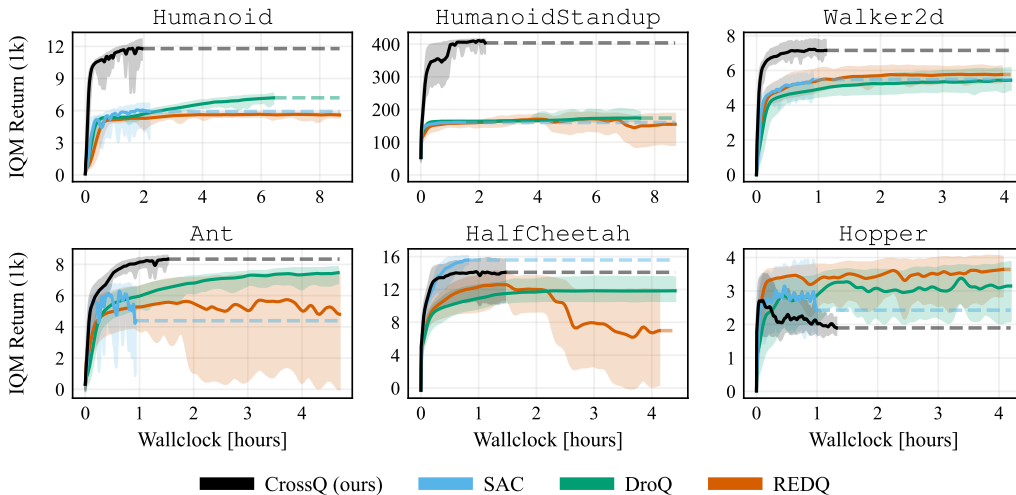 Humanoid
HumanoidStandup
Walker2d
IQM Return (1k)
12
9
6
3
0
0 2 4 6 8
400
300
200
100
0 2 4 6 8
8
6
4
2
0
0 1 2 3 4
Ant
HalfCheetah
Hopper
IQM Return (1k)
8
6
4
2
0
0 1 2 3 4
Wallclock [hours]
16
12
8
4
0
0 1 2 3 4
Wallclock [hours]
4
3
2
1
0
0 1 2 3 4
Wallclock [hours]
CrossQ (ours) SAC DroQ REDQ